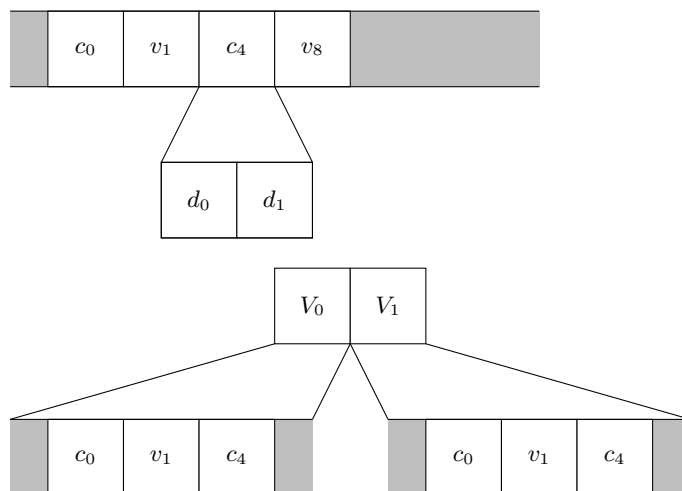 c₀ v₁ c₄ v₈
d₀ d₁
V₀ V₁
c₀ v₁ c₄ c₀ v₁ c₄